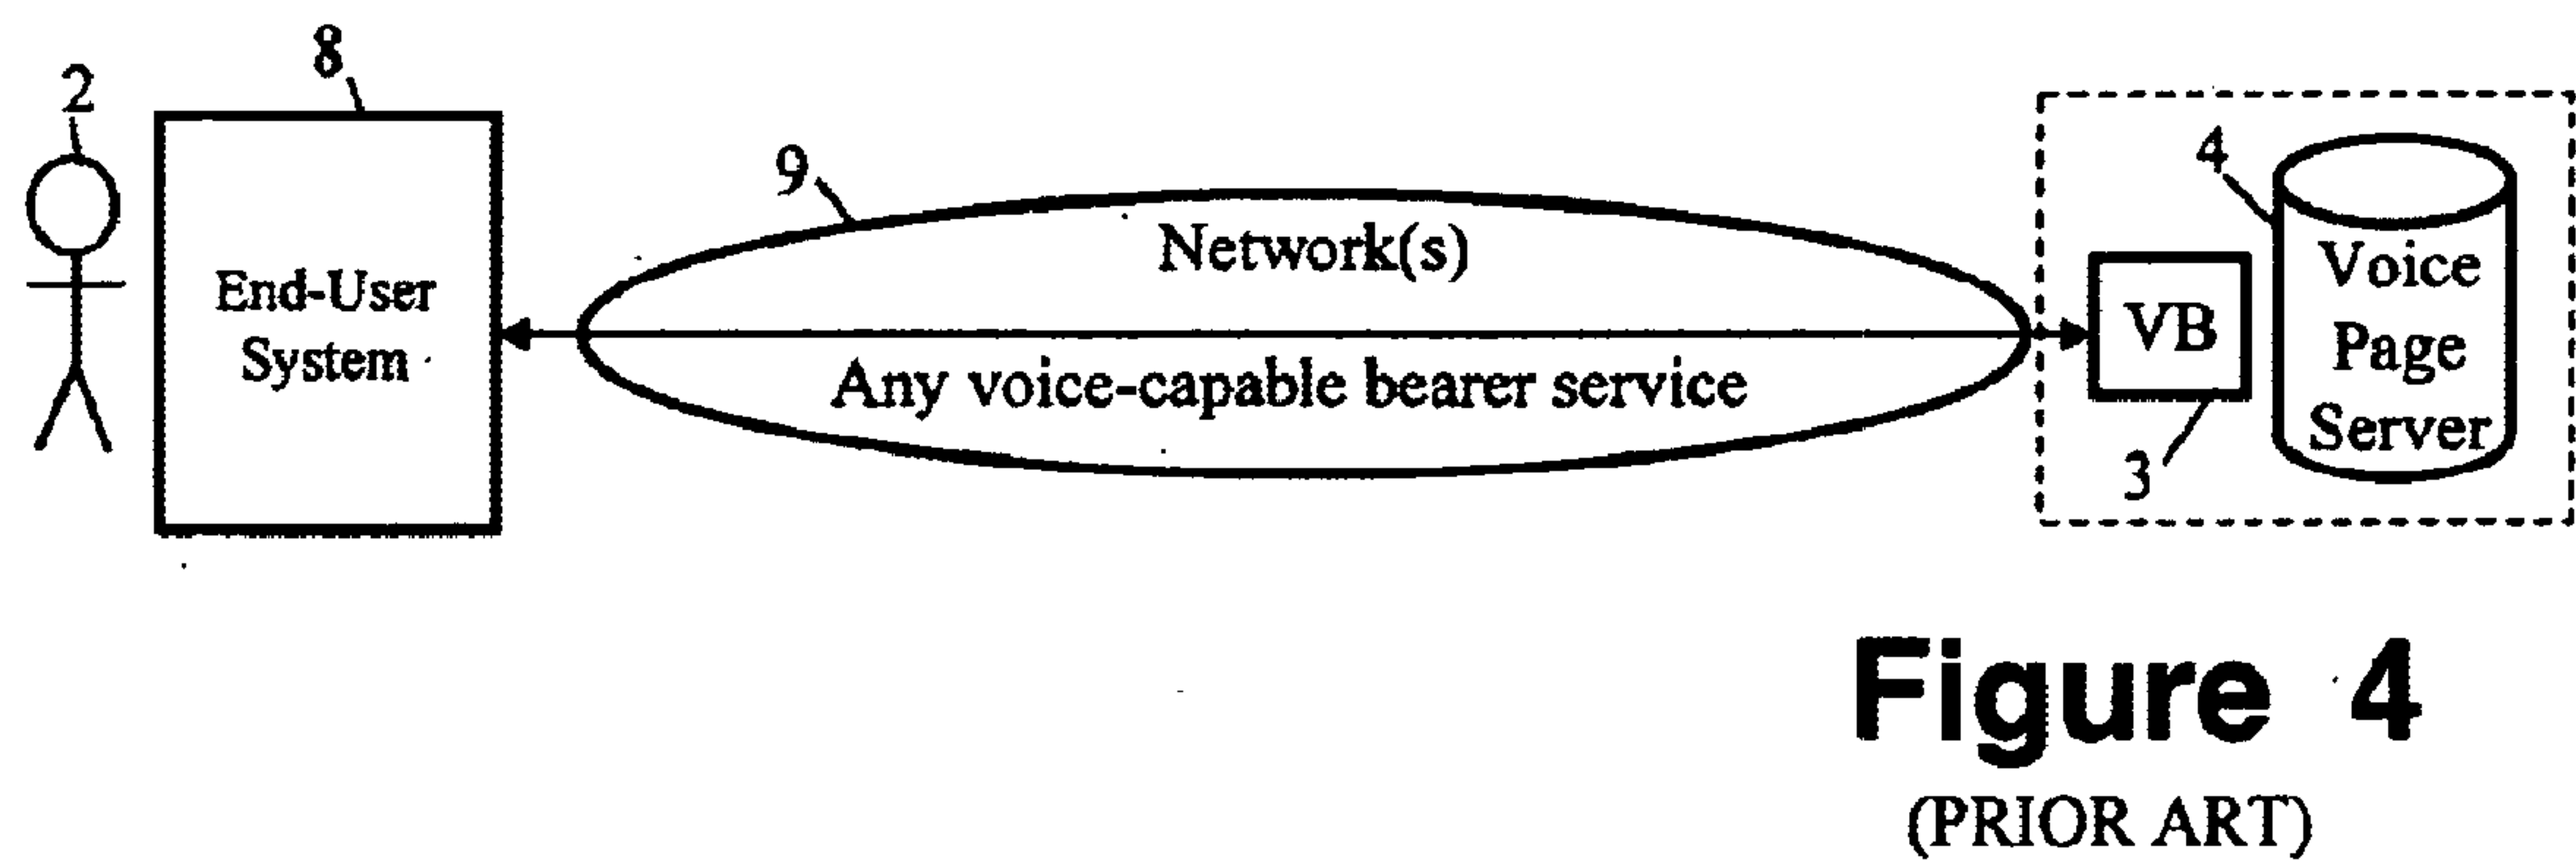 8
2
End-User
System
9
Network(s)
Any voice-capable bearer service
4
VB
3
Voice
Page
Server
Figure 4
(PRIOR ART)